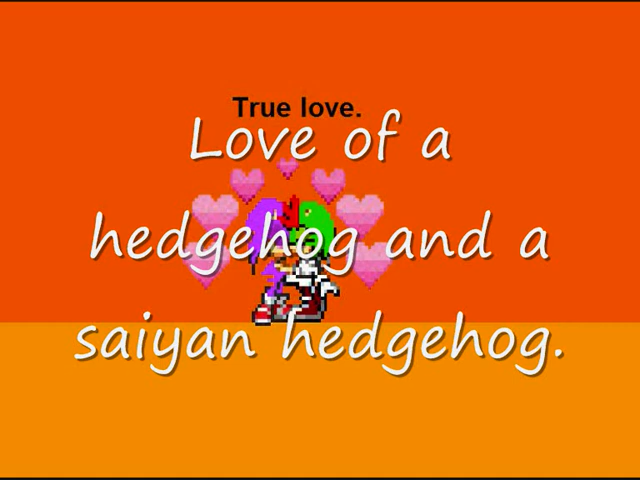 True love.
Love of a
hedgehog and a
saiyan hedgehog.